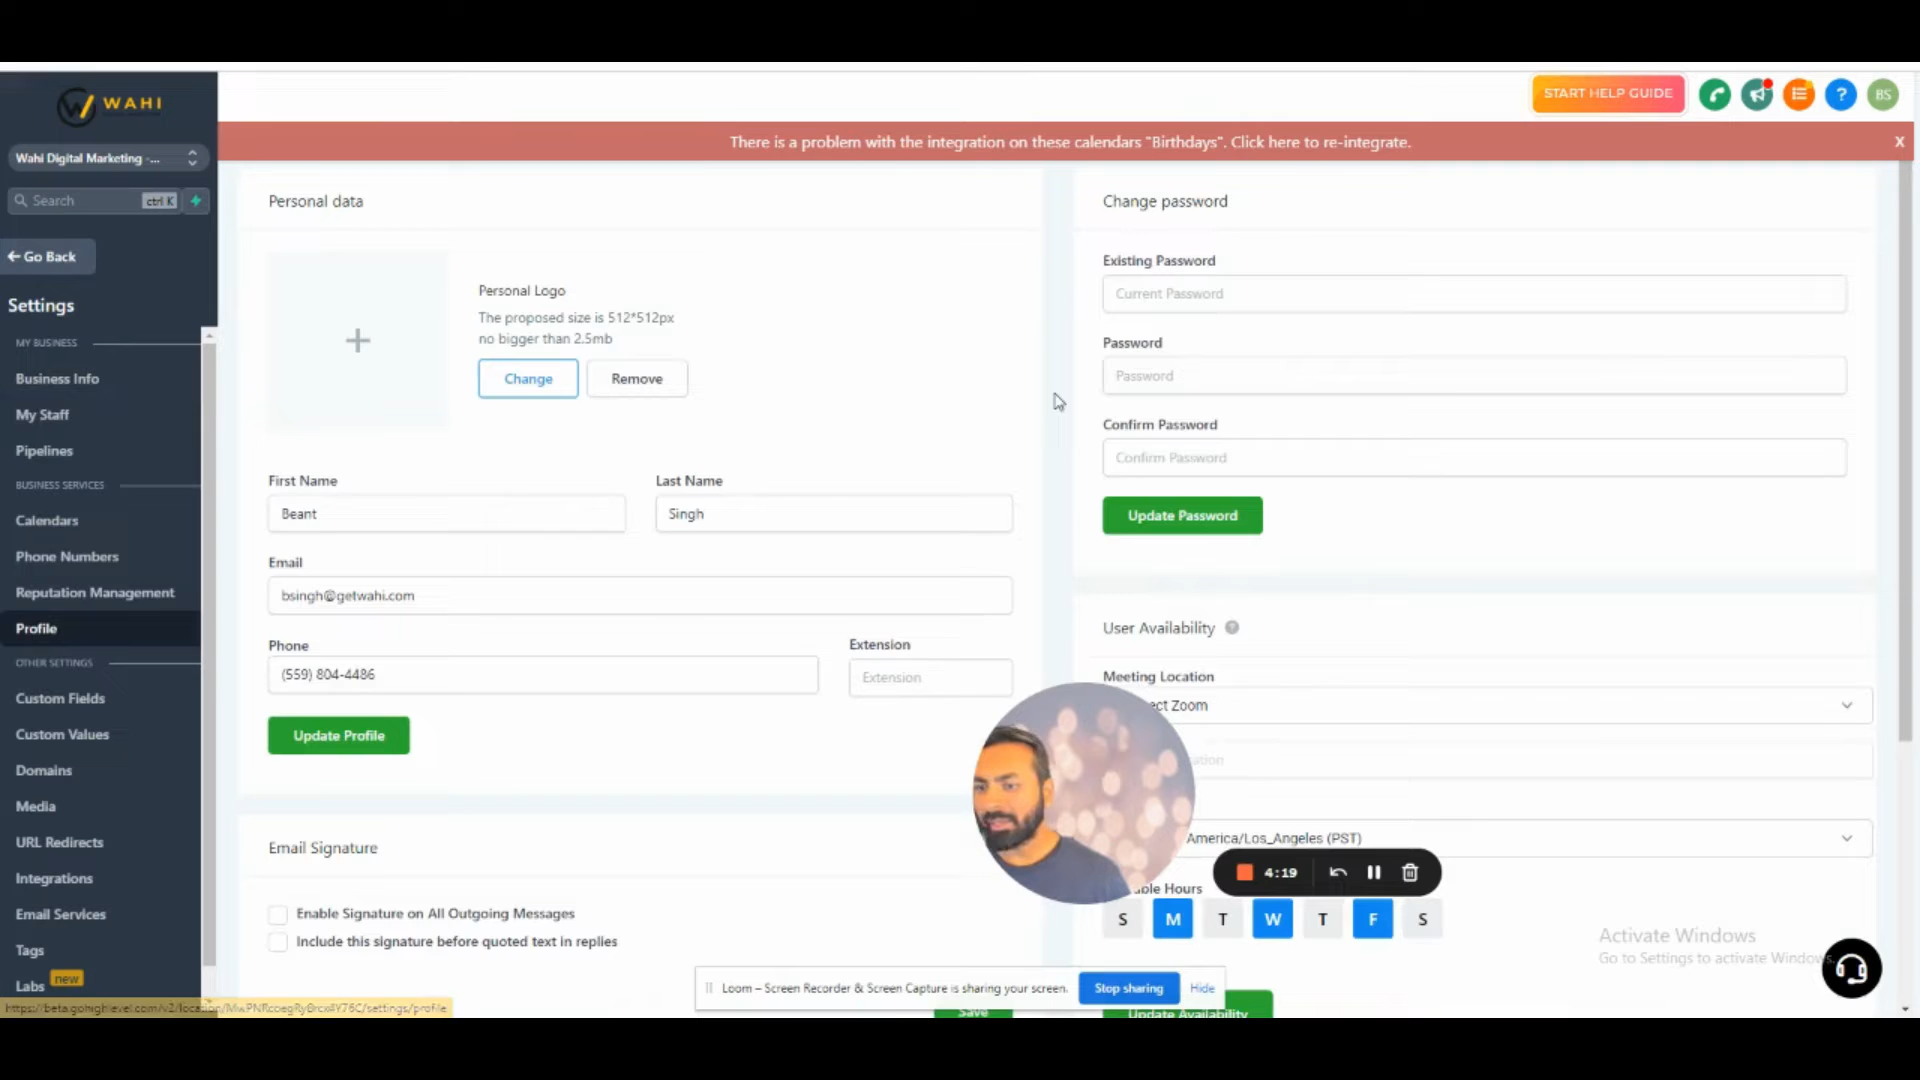 WAHI
START HELP GUIDE
?
BS
There is a problem with the integration on these calendars "Birthdays". Click here to re-integrate.
X
Wahi Digital Marketing -...
Search
ctrl K
Go Back
Settings
MY BUSINESS
Business Info
My Staff
Pipelines
BUSINESS SERVICES
Calendars
Phone Numbers
Reputation Management
Profile
OTHER SETTINGS
Custom Fields
Custom Values
Domains
Media
URL Redirects
Integrations
Email Services
Tags
Labs new
Personal data
Personal Logo
The proposed size is 512*512px
no bigger than 2.5mb
Change
Remove
First Name
Last Name
Beant
Singh
Email
bsingh@getwahi.com
Phone
Extension
(559) 804-4486
Extension
Update Profile
Email Signature
Enable Signature on All Outgoing Messages
Include this signature before quoted text in replies
Save
Change password
Existing Password
Current Password
Password
Password
Confirm Password
Confirm Password
Update Password
User Availability
Meeting Location
Zoom
America/Los_Angeles (PST)
4:19
Hours
S M T W T F S
Update Availability
Activate Windows
Go to Settings to activate Windows.
Loom – Screen Recorder & Screen Capture is sharing your screen.
Stop sharing
Hide